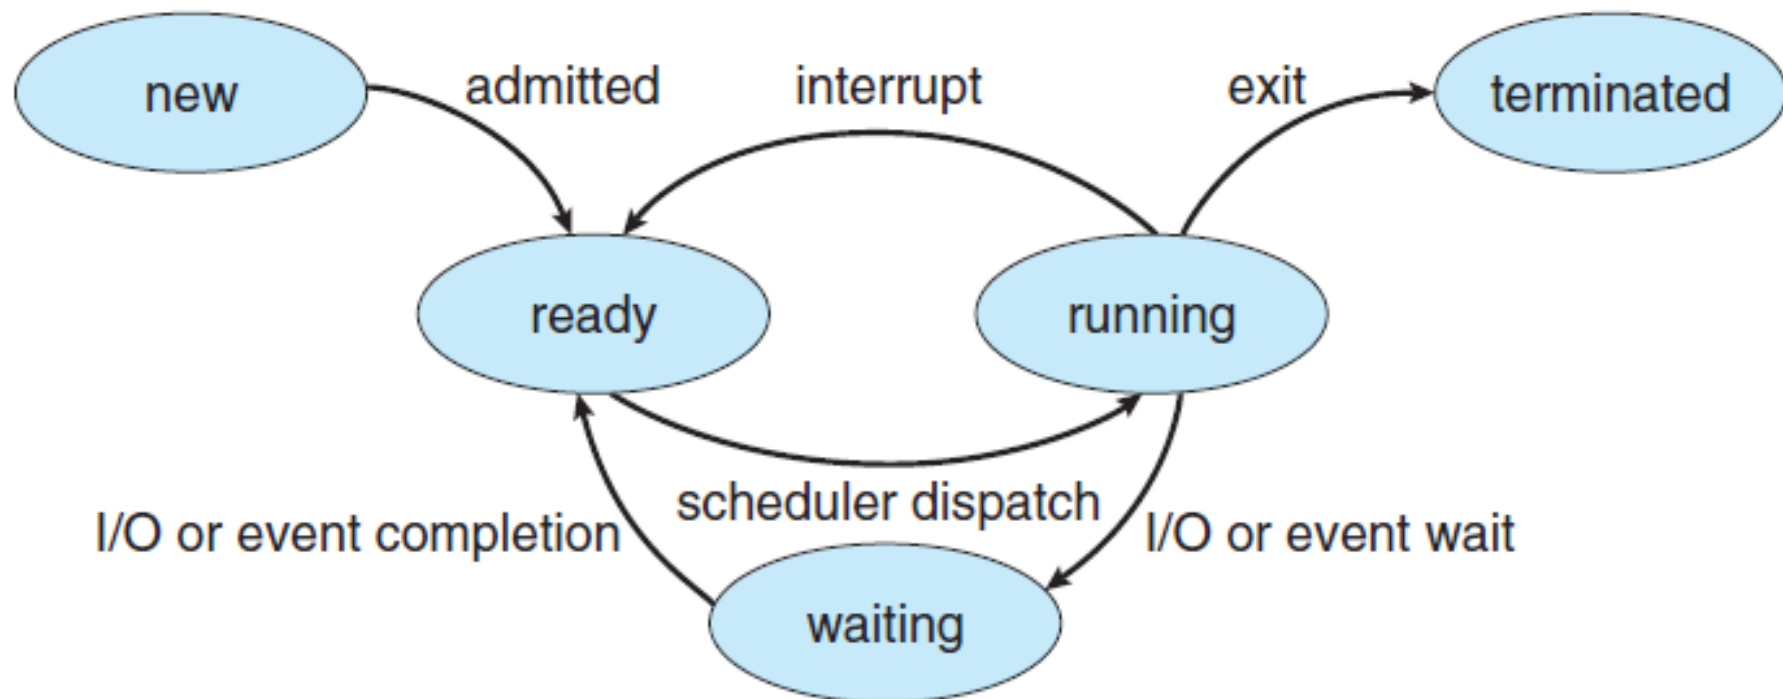 new
admitted
interrupt
exit
terminated
ready
running
scheduler dispatch
I/O or event completion
I/O or event wait
waiting